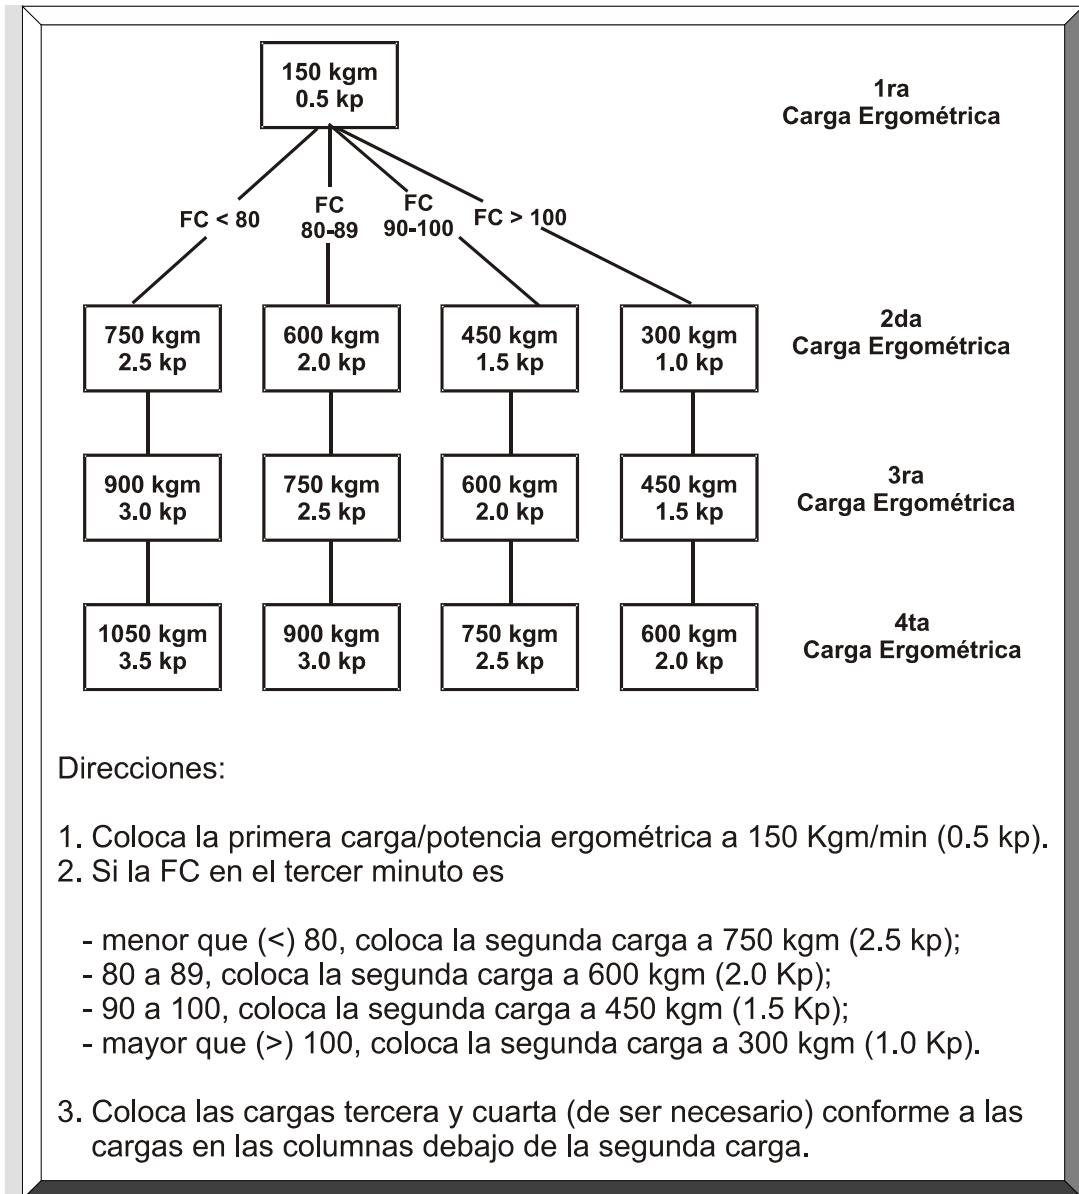 150 kgm
0.5 kp
1ra
Carga Ergométrica
FC < 80
FC
80-89
FC
90-100
FC > 100
750 kgm
2.5 kp
600 kgm
2.0 kp
450 kgm
1.5 kp
300 kgm
1.0 kp
2da
Carga Ergométrica
900 kgm
3.0 kp
750 kgm
2.5 kp
600 kgm
2.0 kp
450 kgm
1.5 kp
3ra
Carga Ergométrica
1050 kgm
3.5 kp
900 kgm
3.0 kp
750 kgm
2.5 kp
600 kgm
2.0 kp
4ta
Carga Ergométrica
Direcciones:
1. Coloca la primera carga/potencia ergométrica a 150 Kgm/min (0.5 kp).
2. Si la FC en el tercer minuto es
- menor que (<) 80, coloca la segunda carga a 750 kgm (2.5 kp);
- 80 a 89, coloca la segunda carga a 600 kgm (2.0 Kp);
- 90 a 100, coloca la segunda carga a 450 kgm (1.5 Kp);
- mayor que (>) 100, coloca la segunda carga a 300 kgm (1.0 Kp).
3. Coloca las cargas tercera y cuarta (de ser necesario) conforme a las
cargas en las columnas debajo de la segunda carga.